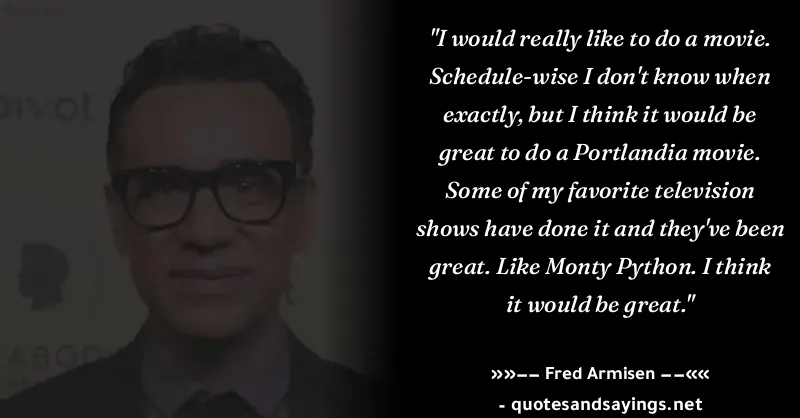 "I would really like to do a movie.
Schedule-wise I don't know when
exactly, but I think it would be
great to do a Portlandia movie.
Some of my favorite television
shows have done it and they've been
great. Like Monty Python. I think
it would be great."
»»−− Fred Armisen −−««
- quotesandsayings.net